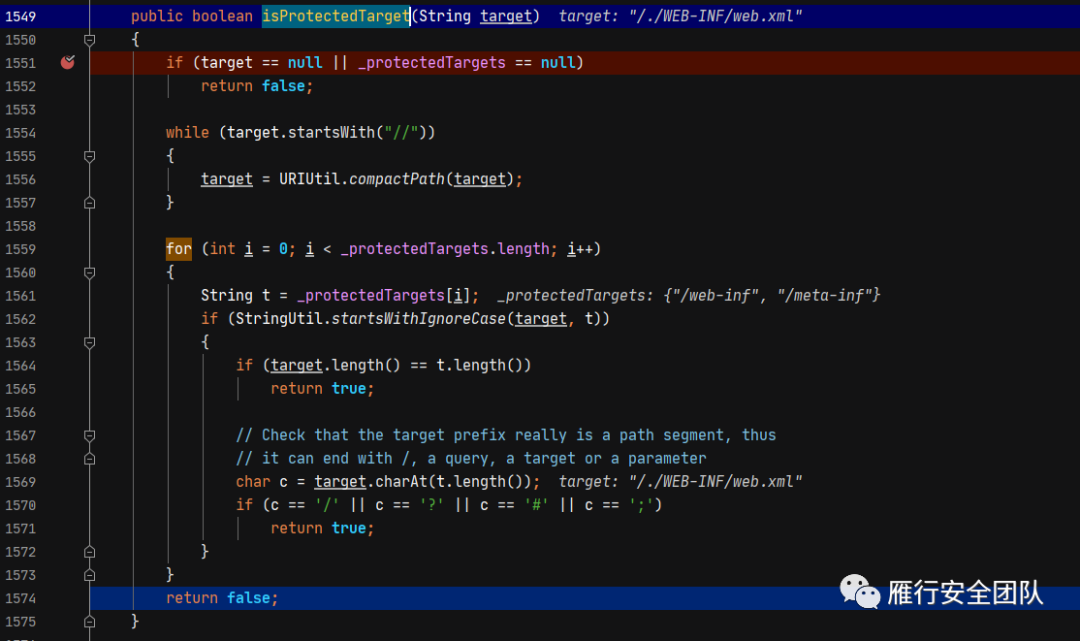 1549 public boolean isProtectedTarget(String target) target: "/./WEB-INF/web.xml"
1550 {
1551 if (target == null || _protectedTargets == null)
1552 return false;
1553
1554 while (target.startsWith("//"))
1555 {
1556 target = URIUtil.compactPath(target);
1557 }
1558
1559 for (int i = 0; i < _protectedTargets.length; i++)
1560 {
1561 String t = _protectedTargets[i]; _protectedTargets: {"/web-inf", "/meta-inf"}
1562 if (StringUtil.startsWithIgnoreCase(target, t))
1563 {
1564 if (target.length() == t.length())
1565 return true;
1566
1567 // Check that the target prefix really is a path segment, thus
1568 // it can end with /, a query, a target or a parameter
1569 char c = target.charAt(t.length()); target: "/./WEB-INF/web.xml"
1570 if (c == '/' || c == '?' || c == '#' || c == ';')
1571 return true;
1572 }
1573 }
1574 return false;
1575 }
雁行安全团队